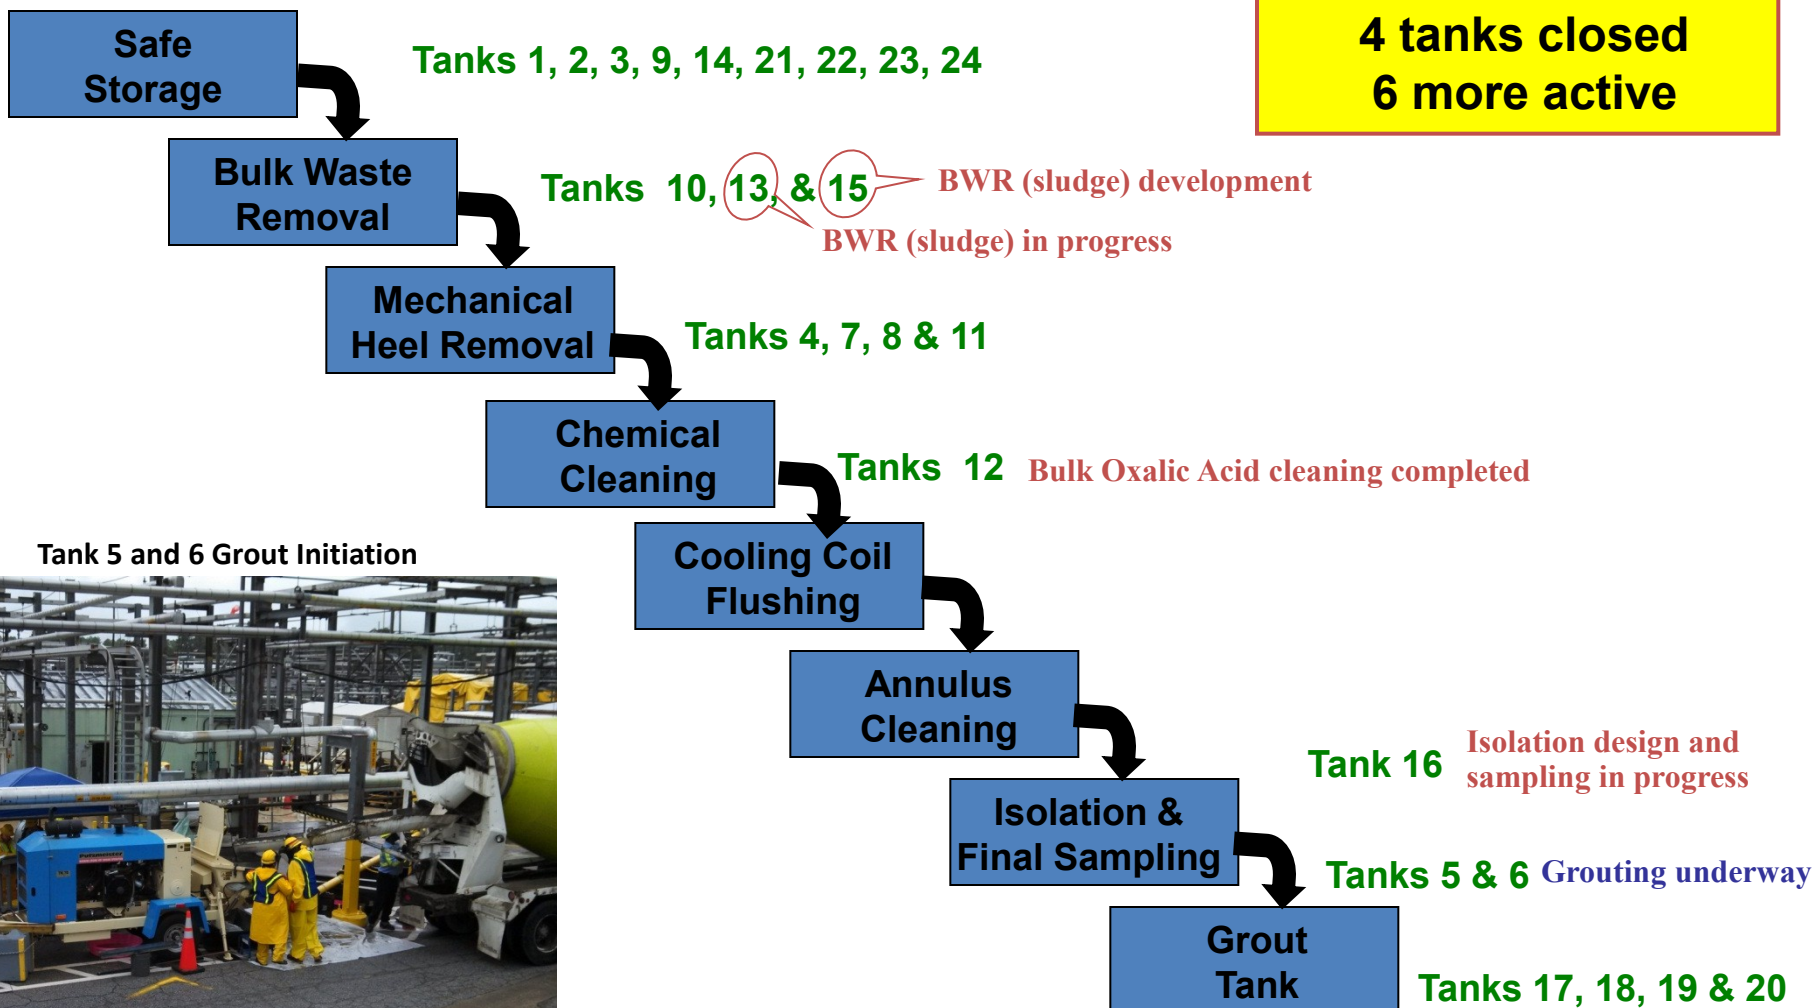 4 tanks closed
6 more active
Safe
Storage
Tanks 1, 2, 3, 9, 14, 21, 22, 23, 24
Bulk Waste
Removal
Tanks 10, 13, & 15
BWR (sludge) development
BWR (sludge) in progress
Mechanical
Heel Removal
Tanks 4, 7, 8 & 11
Chemical
Cleaning
Tanks 12
Bulk Oxalic Acid cleaning completed
Cooling Coil
Flushing
Tank 5 and 6 Grout Initiation
Annulus
Cleaning
Tank 16
Isolation design and
sampling in progress
Isolation &
Final Sampling
Tanks 5 & 6
Grouting underway
Grout
Tank
Tanks 17, 18, 19 & 20